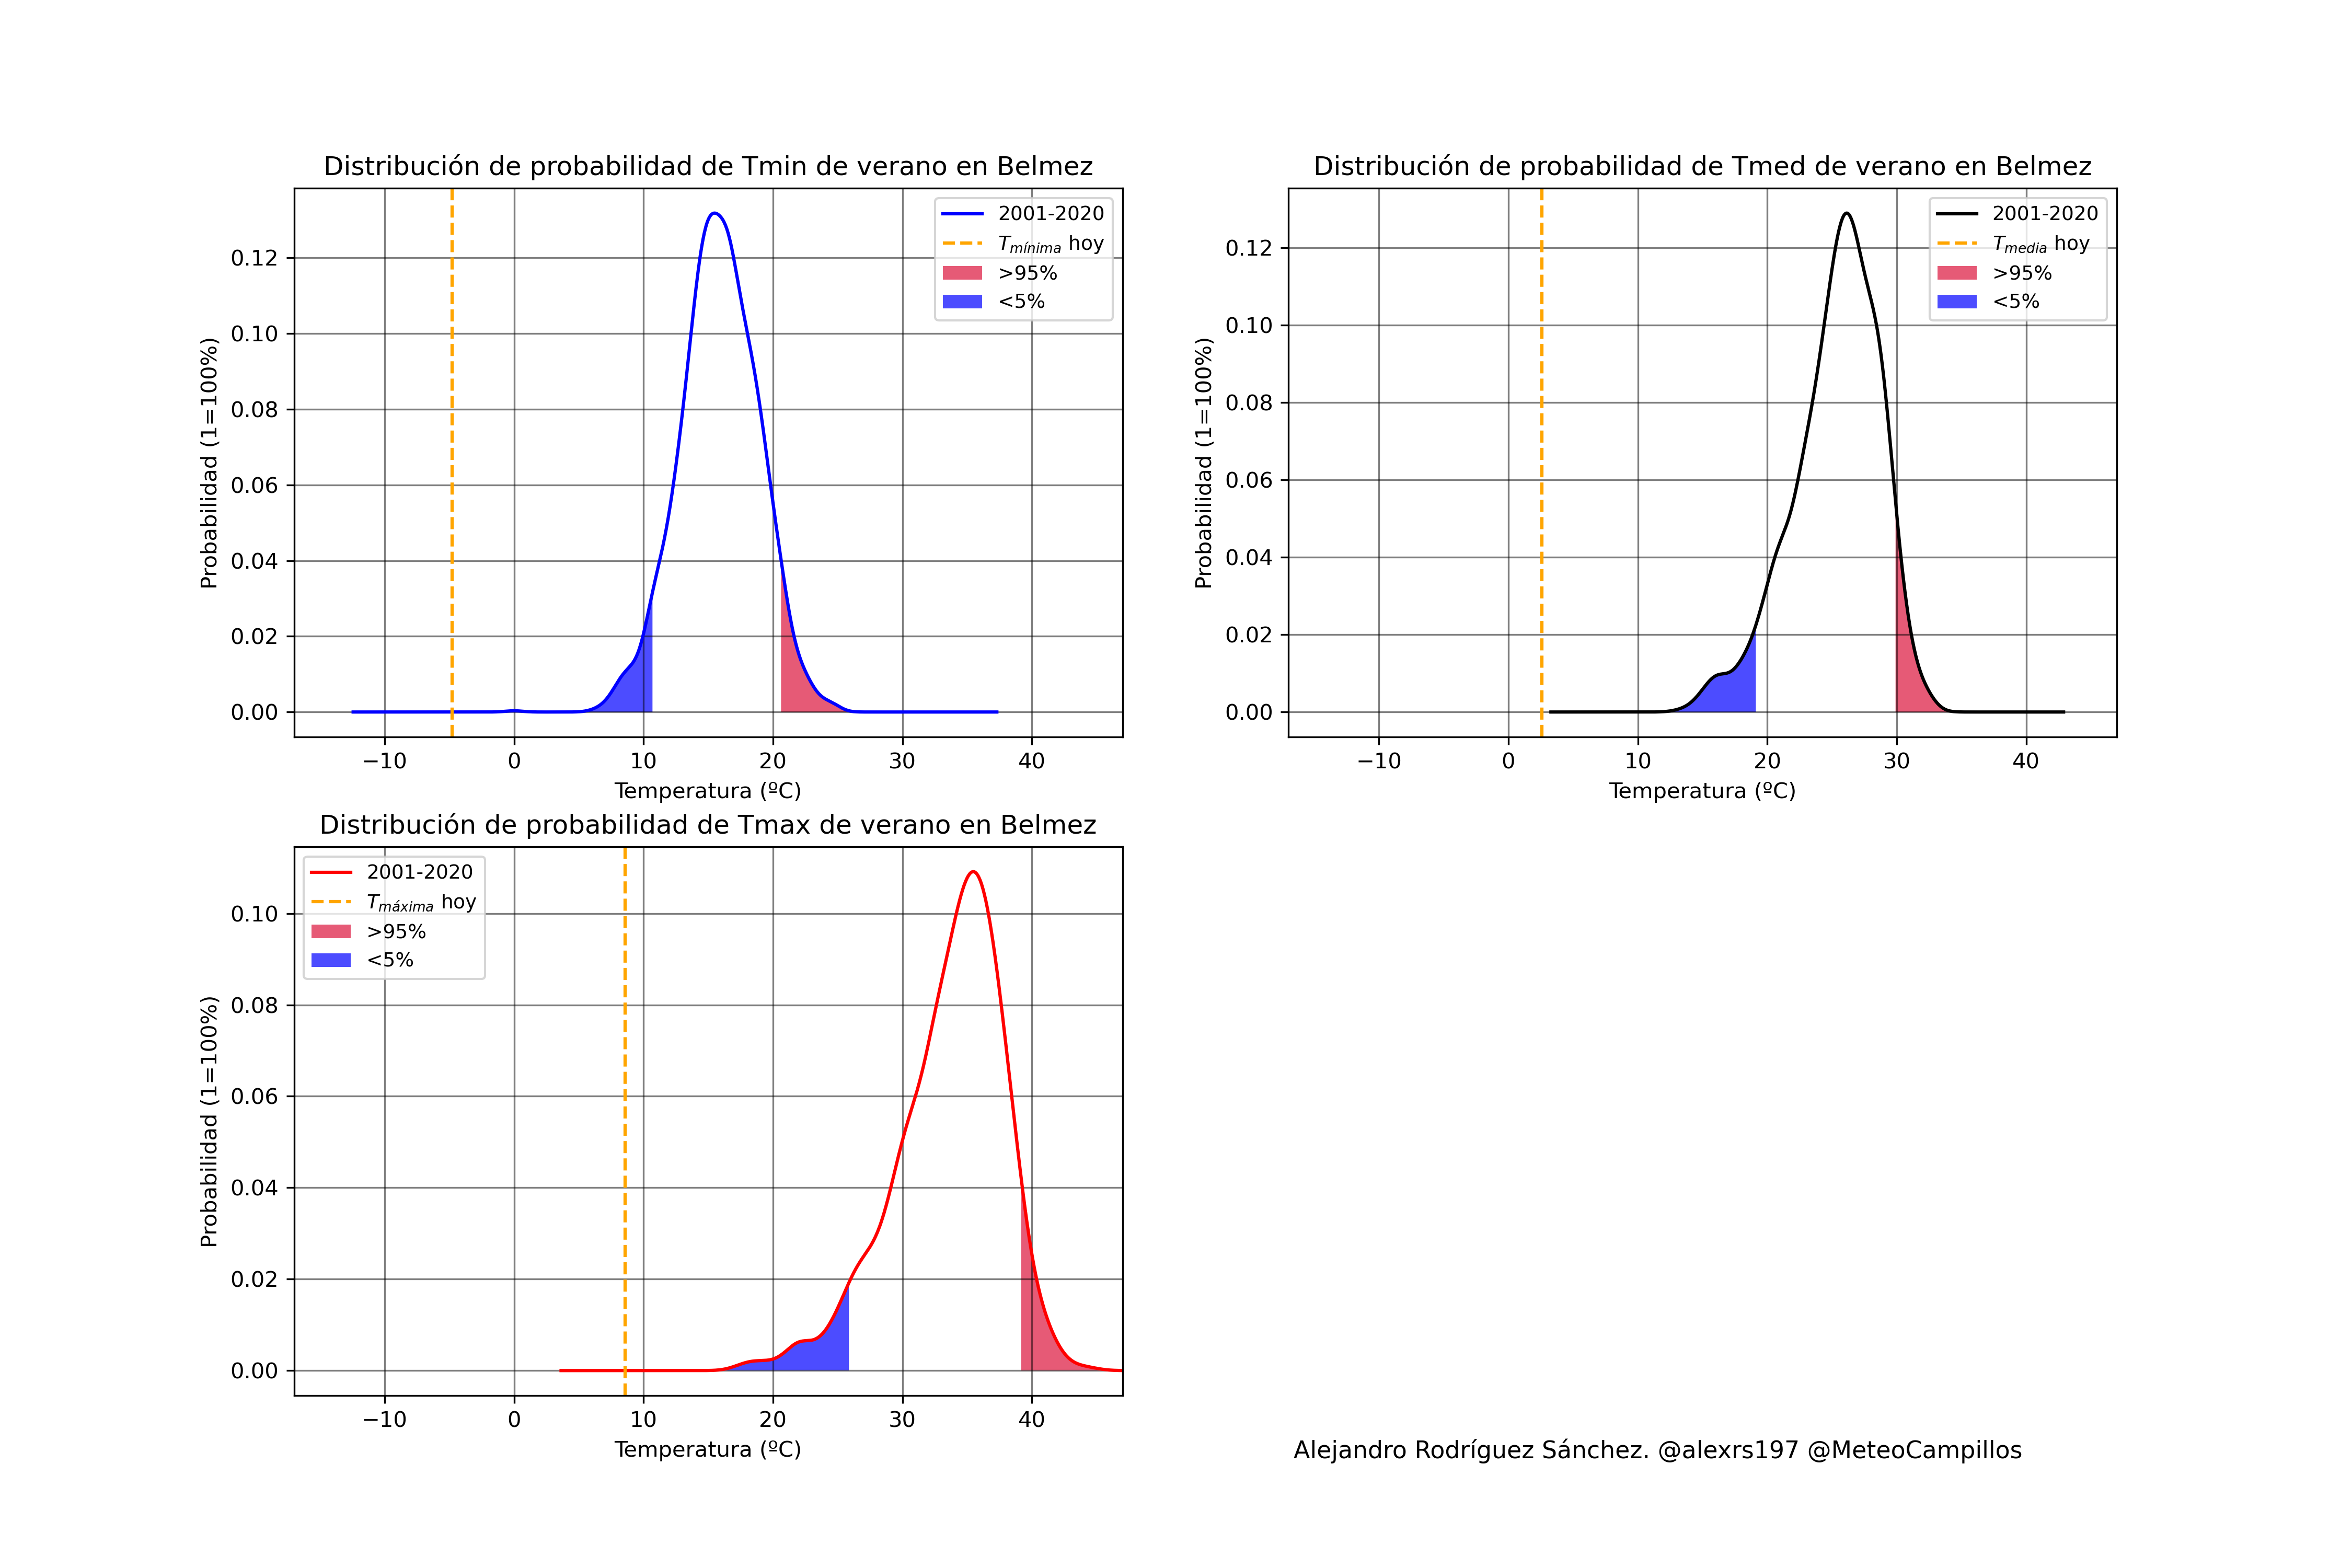 Distribución de probabilidad de Tmin de verano en Belmez
Probabilidad (1=100%)
0.12
0.10
0.08
0.06
0.04
0.02
0.00
−10 0 10 20 30 40
Temperatura (ºC)
2001-2020
Tmínima hoy
>95%
<5%
Distribución de probabilidad de Tmed de verano en Belmez
Probabilidad (1=100%)
0.12
0.10
0.08
0.06
0.04
0.02
0.00
−10 0 10 20 30 40
Temperatura (ºC)
2001-2020
Tmedia hoy
>95%
<5%
Distribución de probabilidad de Tmax de verano en Belmez
Probabilidad (1=100%)
0.10
0.08
0.06
0.04
0.02
0.00
−10 0 10 20 30 40
Temperatura (ºC)
2001-2020
Tmáxima hoy
>95%
<5%
Alejandro Rodríguez Sánchez. @alexrs197 @MeteoCampillos